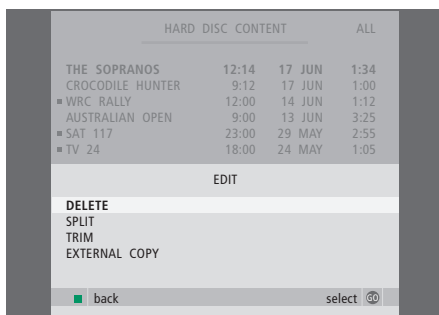 HARD DISC CONTENT ALL
THE SOPRANOS 12:14 17 JUN 1:34
CROCODILE HUNTER 9:12 17 JUN 1:00
WRC RALLY 12:00 14 JUN 1:12
AUSTRALIAN OPEN 9:00 13 JUN 3:25
SAT 117 23:00 29 MAY 2:55
TV 24 18:00 24 MAY 1:05
EDIT
DELETE
SPLIT
TRIM
EXTERNAL COPY
back select GO